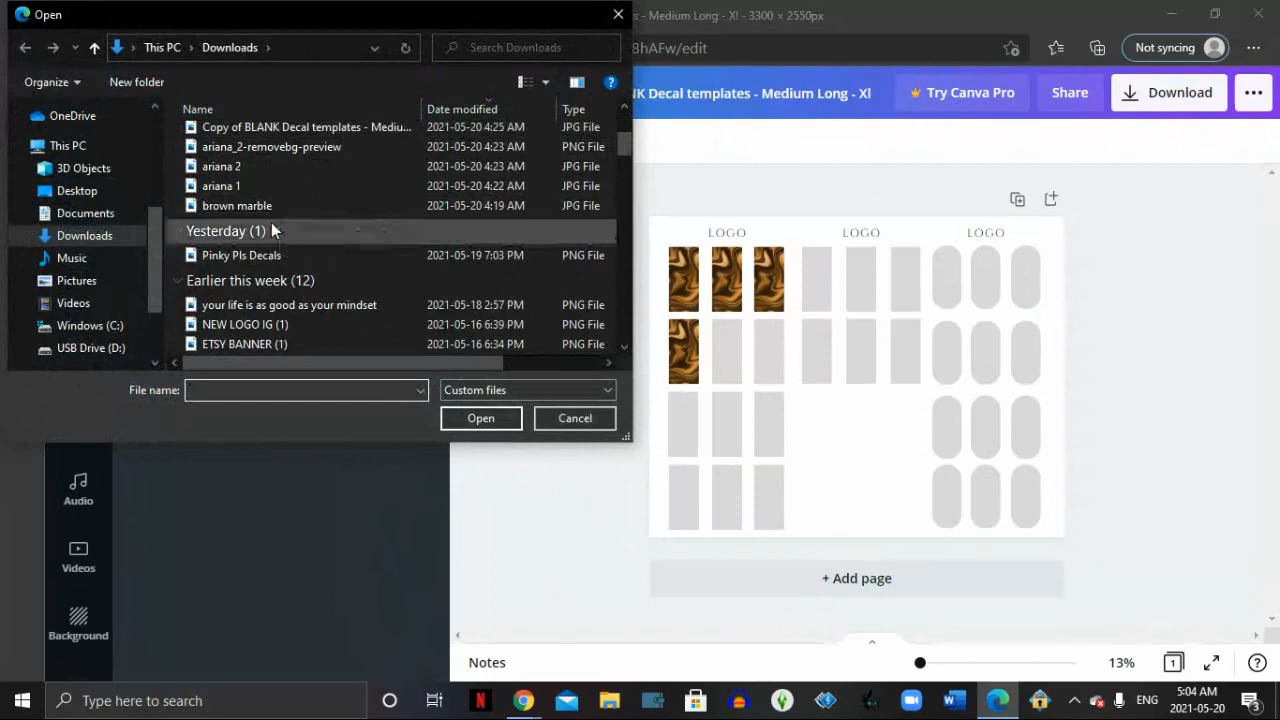 Open
s - Medium Long - Xl - 3300 × 2550px
This PC
Downloads
Search Downloads
8hAFw/edit
Not syncing
Organize
New folder
NK Decal templates - Medium Long - Xl
Try Canva Pro
Share
Download
Name
Date modified
Type
OneDrive
This PC
3D Objects
Desktop
Documents
Downloads
Music
Pictures
Videos
Windows (C:)
USB Drive (D:)
Copy of BLANK Decal templates - Mediu... 2021-05-20 4:25 AM JPG File
ariana_2-removebg-preview 2021-05-20 4:23 AM PNG File
ariana 2 2021-05-20 4:23 AM JPG File
ariana 1 2021-05-20 4:22 AM JPG File
brown marble 2021-05-20 4:19 AM JPG File
Yesterday (1)
Pinky Pls Decals 2021-05-19 7:03 PM PNG File
Earlier this week (12)
your life is as good as your mindset 2021-05-18 2:57 PM PNG File
NEW LOGO IG (1) 2021-05-16 6:39 PM PNG File
ETSY BANNER (1) 2021-05-16 6:34 PM PNG File
File name:
Custom files
Open
Cancel
LOGO LOGO LOGO
Audio
Videos
Background
+ Add page
Notes
13%
1
Type here to search
ENG
5:04 AM
2021-05-20
3